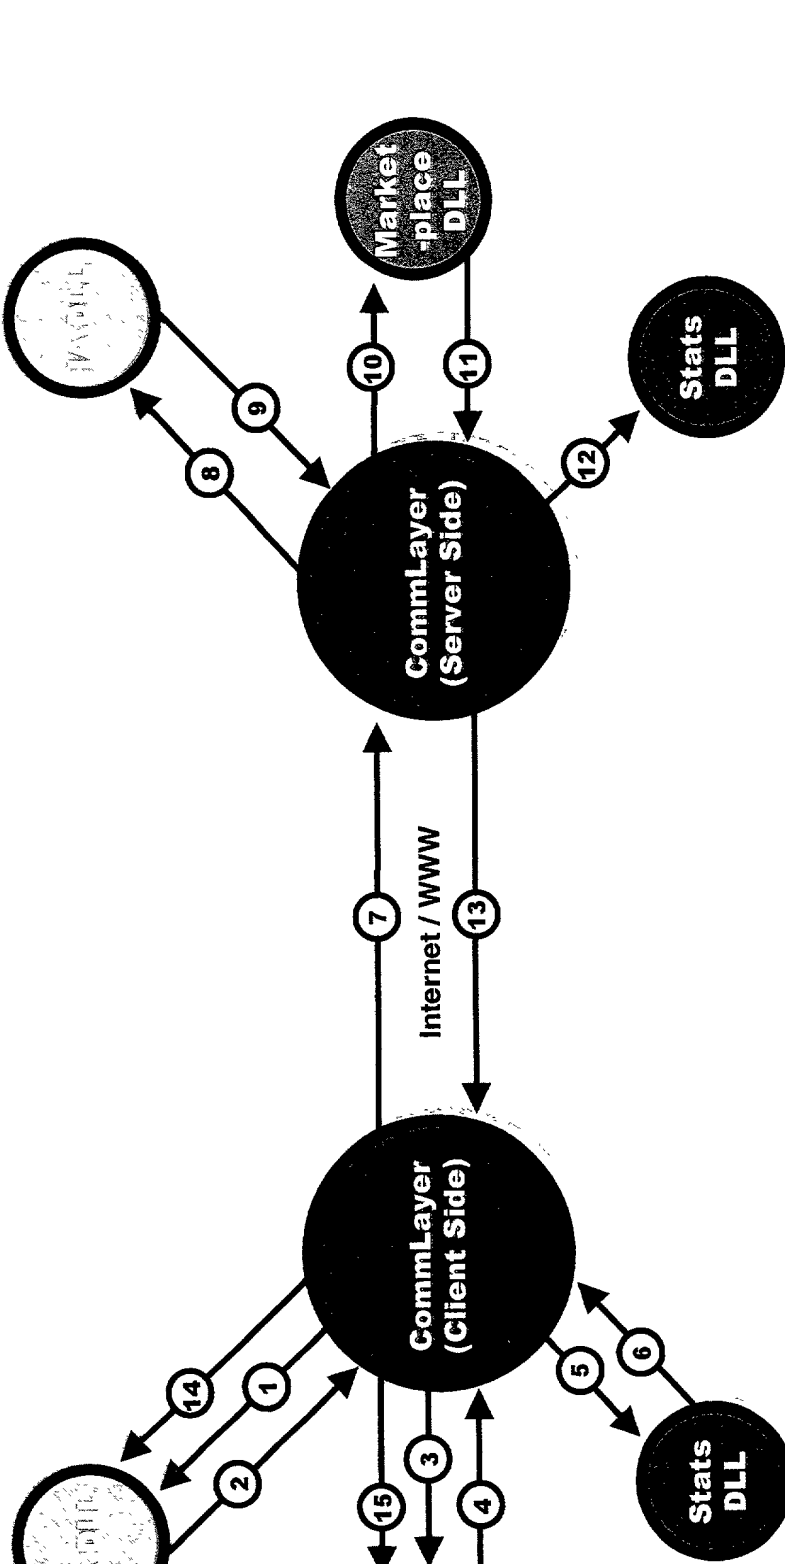 Market
-place
DLL
Stats
DLL
8
9
10
11
12
CommLayer
(Server Side)
7
Internet / WWW
13
CommLayer
(Client Side)
14
1
2
15
3
4
5
6
Stats
DLL